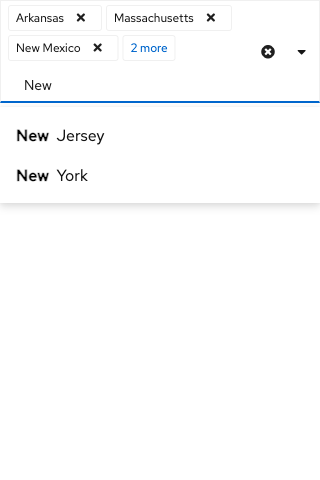 Arkansas
Massachusetts
New Mexico
2 more
New
New Jersey
New York